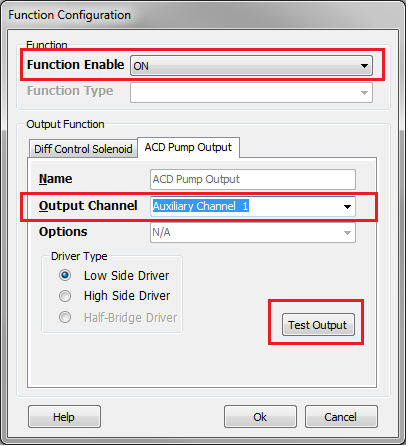 Function Configuration
Function
Function Enable ON
Function Type
Output Function
Diff Control Solenoid ACD Pump Output
Name ACD Pump Output
Output Channel Auxiliary Channel 1
Options N/A
Driver Type
Low Side Driver
High Side Driver
Half-Bridge Driver
Test Output
Help Ok Cancel